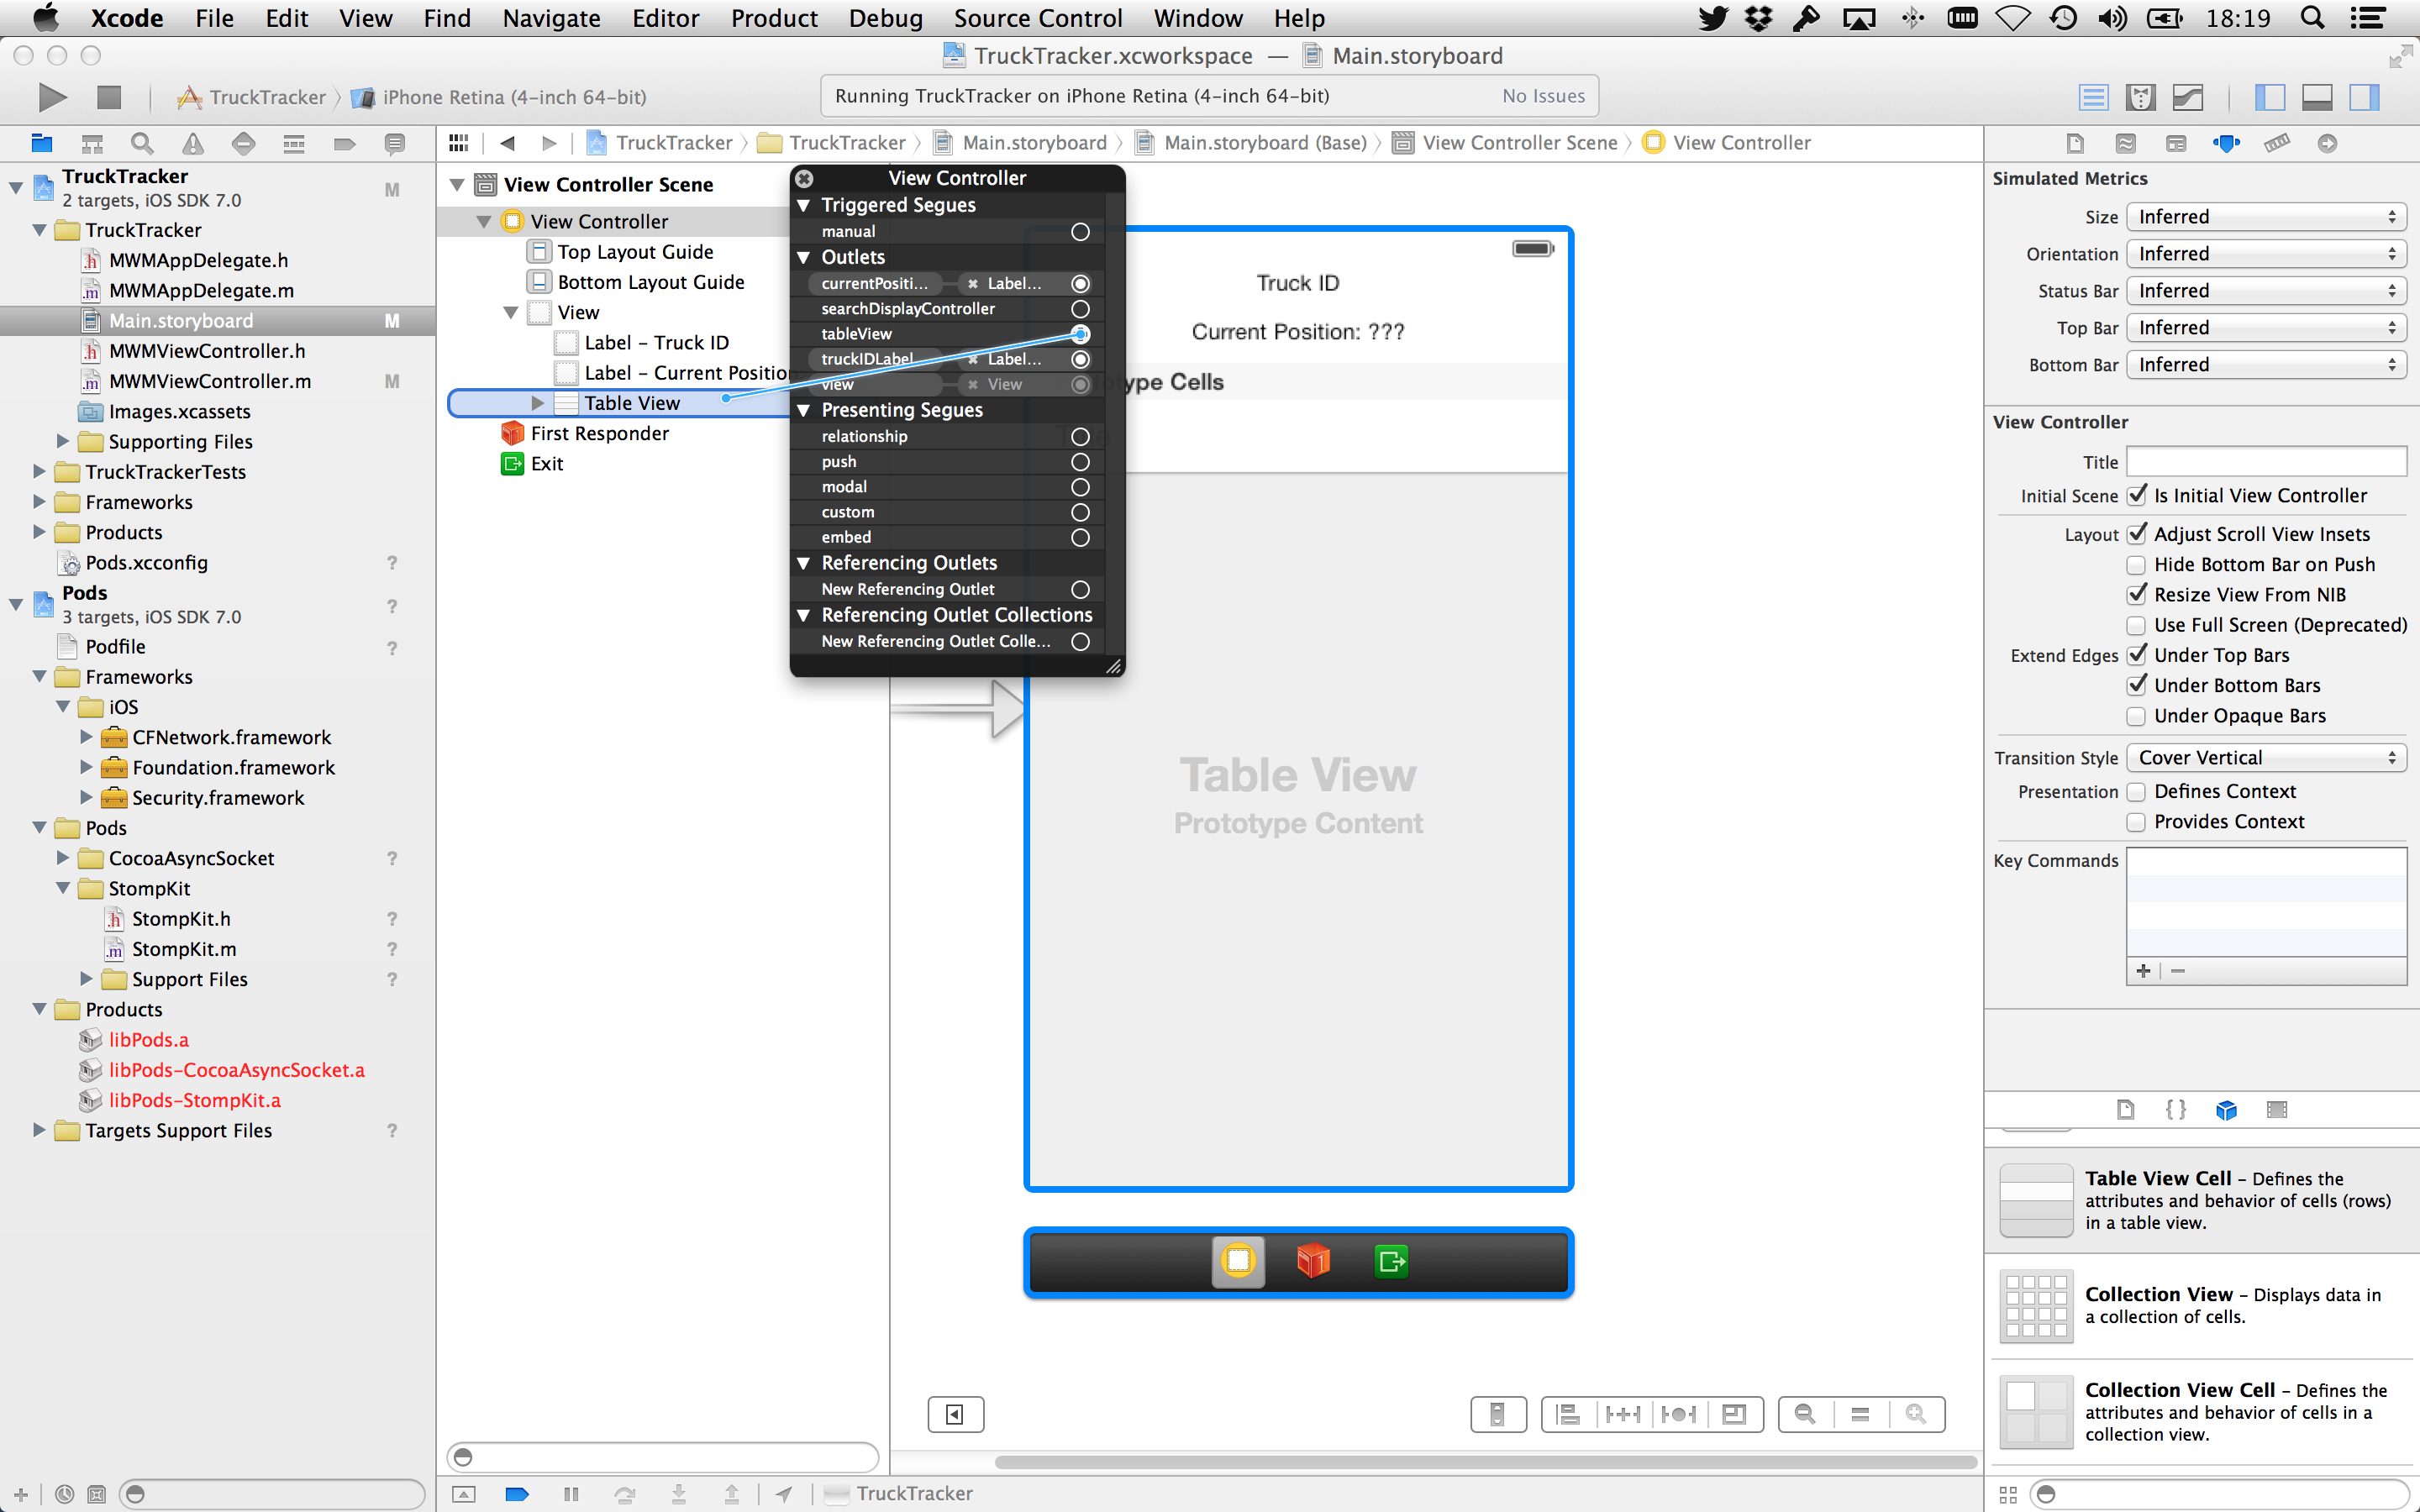 Xcode File Edit View Find Navigate Editor Product Debug Source Control Window Help 18:19
TruckTracker.xcworkspace — Main.storyboard
TruckTracker iPhone Retina (4-inch 64-bit)
Running TruckTracker on iPhone Retina (4-inch 64-bit) No Issues
TruckTracker TruckTracker Main.storyboard Main.storyboard (Base) View Controller Scene View Controller
TruckTracker
2 targets, iOS SDK 7.0 M
TruckTracker
MWMAppDelegate.h
MWMAppDelegate.m
Main.storyboard M
MWMViewController.h
MWMViewController.m M
Images.xcassets
Supporting Files
TruckTrackerTests
Frameworks
Products
Pods.xcconfig ?
Pods
3 targets, iOS SDK 7.0 ?
Podfile ?
Frameworks
iOS
CFNetwork.framework
Foundation.framework
Security.framework
Pods
CocoaAsyncSocket ?
StompKit
StompKit.h ?
StompKit.m ?
Support Files ?
Products
libPods.a
libPods-CocoaAsyncSocket.a
libPods-StompKit.a
Targets Support Files ?
View Controller Scene
View Controller
Top Layout Guide
Bottom Layout Guide
View
Label – Truck ID
Label – Current Position
Table View
First Responder
Exit
View Controller
Triggered Segues
manual
Outlets
currentPositi... Label...
searchDisplayController
tableView
truckIDLabel Label...
view View
Presenting Segues
relationship
push
modal
custom
embed
Referencing Outlets
New Referencing Outlet
Referencing Outlet Collections
New Referencing Outlet Colle...
Truck ID
Current Position: ???
Prototype Cells
Title
Table View
Prototype Content
TruckTracker
Simulated Metrics
Size Inferred
Orientation Inferred
Status Bar Inferred
Top Bar Inferred
Bottom Bar Inferred
View Controller
Title
Initial Scene Is Initial View Controller
Layout Adjust Scroll View Insets
Hide Bottom Bar on Push
Resize View From NIB
Use Full Screen (Deprecated)
Extend Edges Under Top Bars
Under Bottom Bars
Under Opaque Bars
Transition Style Cover Vertical
Presentation Defines Context
Provides Context
Key Commands
Table View Cell – Defines the
attributes and behavior of cells (rows)
in a table view.
Collection View – Displays data in
a collection of cells.
Collection View Cell – Defines the
attributes and behavior of cells in a
collection view.